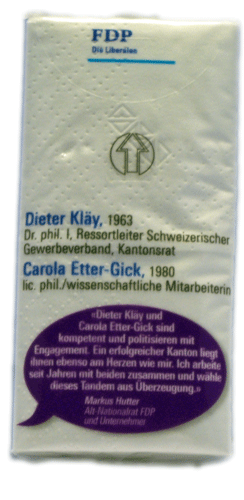 FDP
Die Liberalen
Dieter Kläy, 1963
Dr. phil. I, Ressortleiter Schweizerischer
Gewerbeverband, Kantonsrat
Carola Etter-Gick, 1980
lic. phil./wissenschaftliche Mitarbeiterin
«Dieter Kläy und
Carola Etter-Gick sind
kompetent und politisieren mit
Engagement. Ein erfolgreicher Kanton liegt
ihnen ebenso am Herzen wie mir. Ich arbeite
seit Jahren mit beiden zusammen und wähle
dieses Tandem aus Überzeugung.»
Markus Hutter
Alt-Nationalrat FDP
und Unternehmer